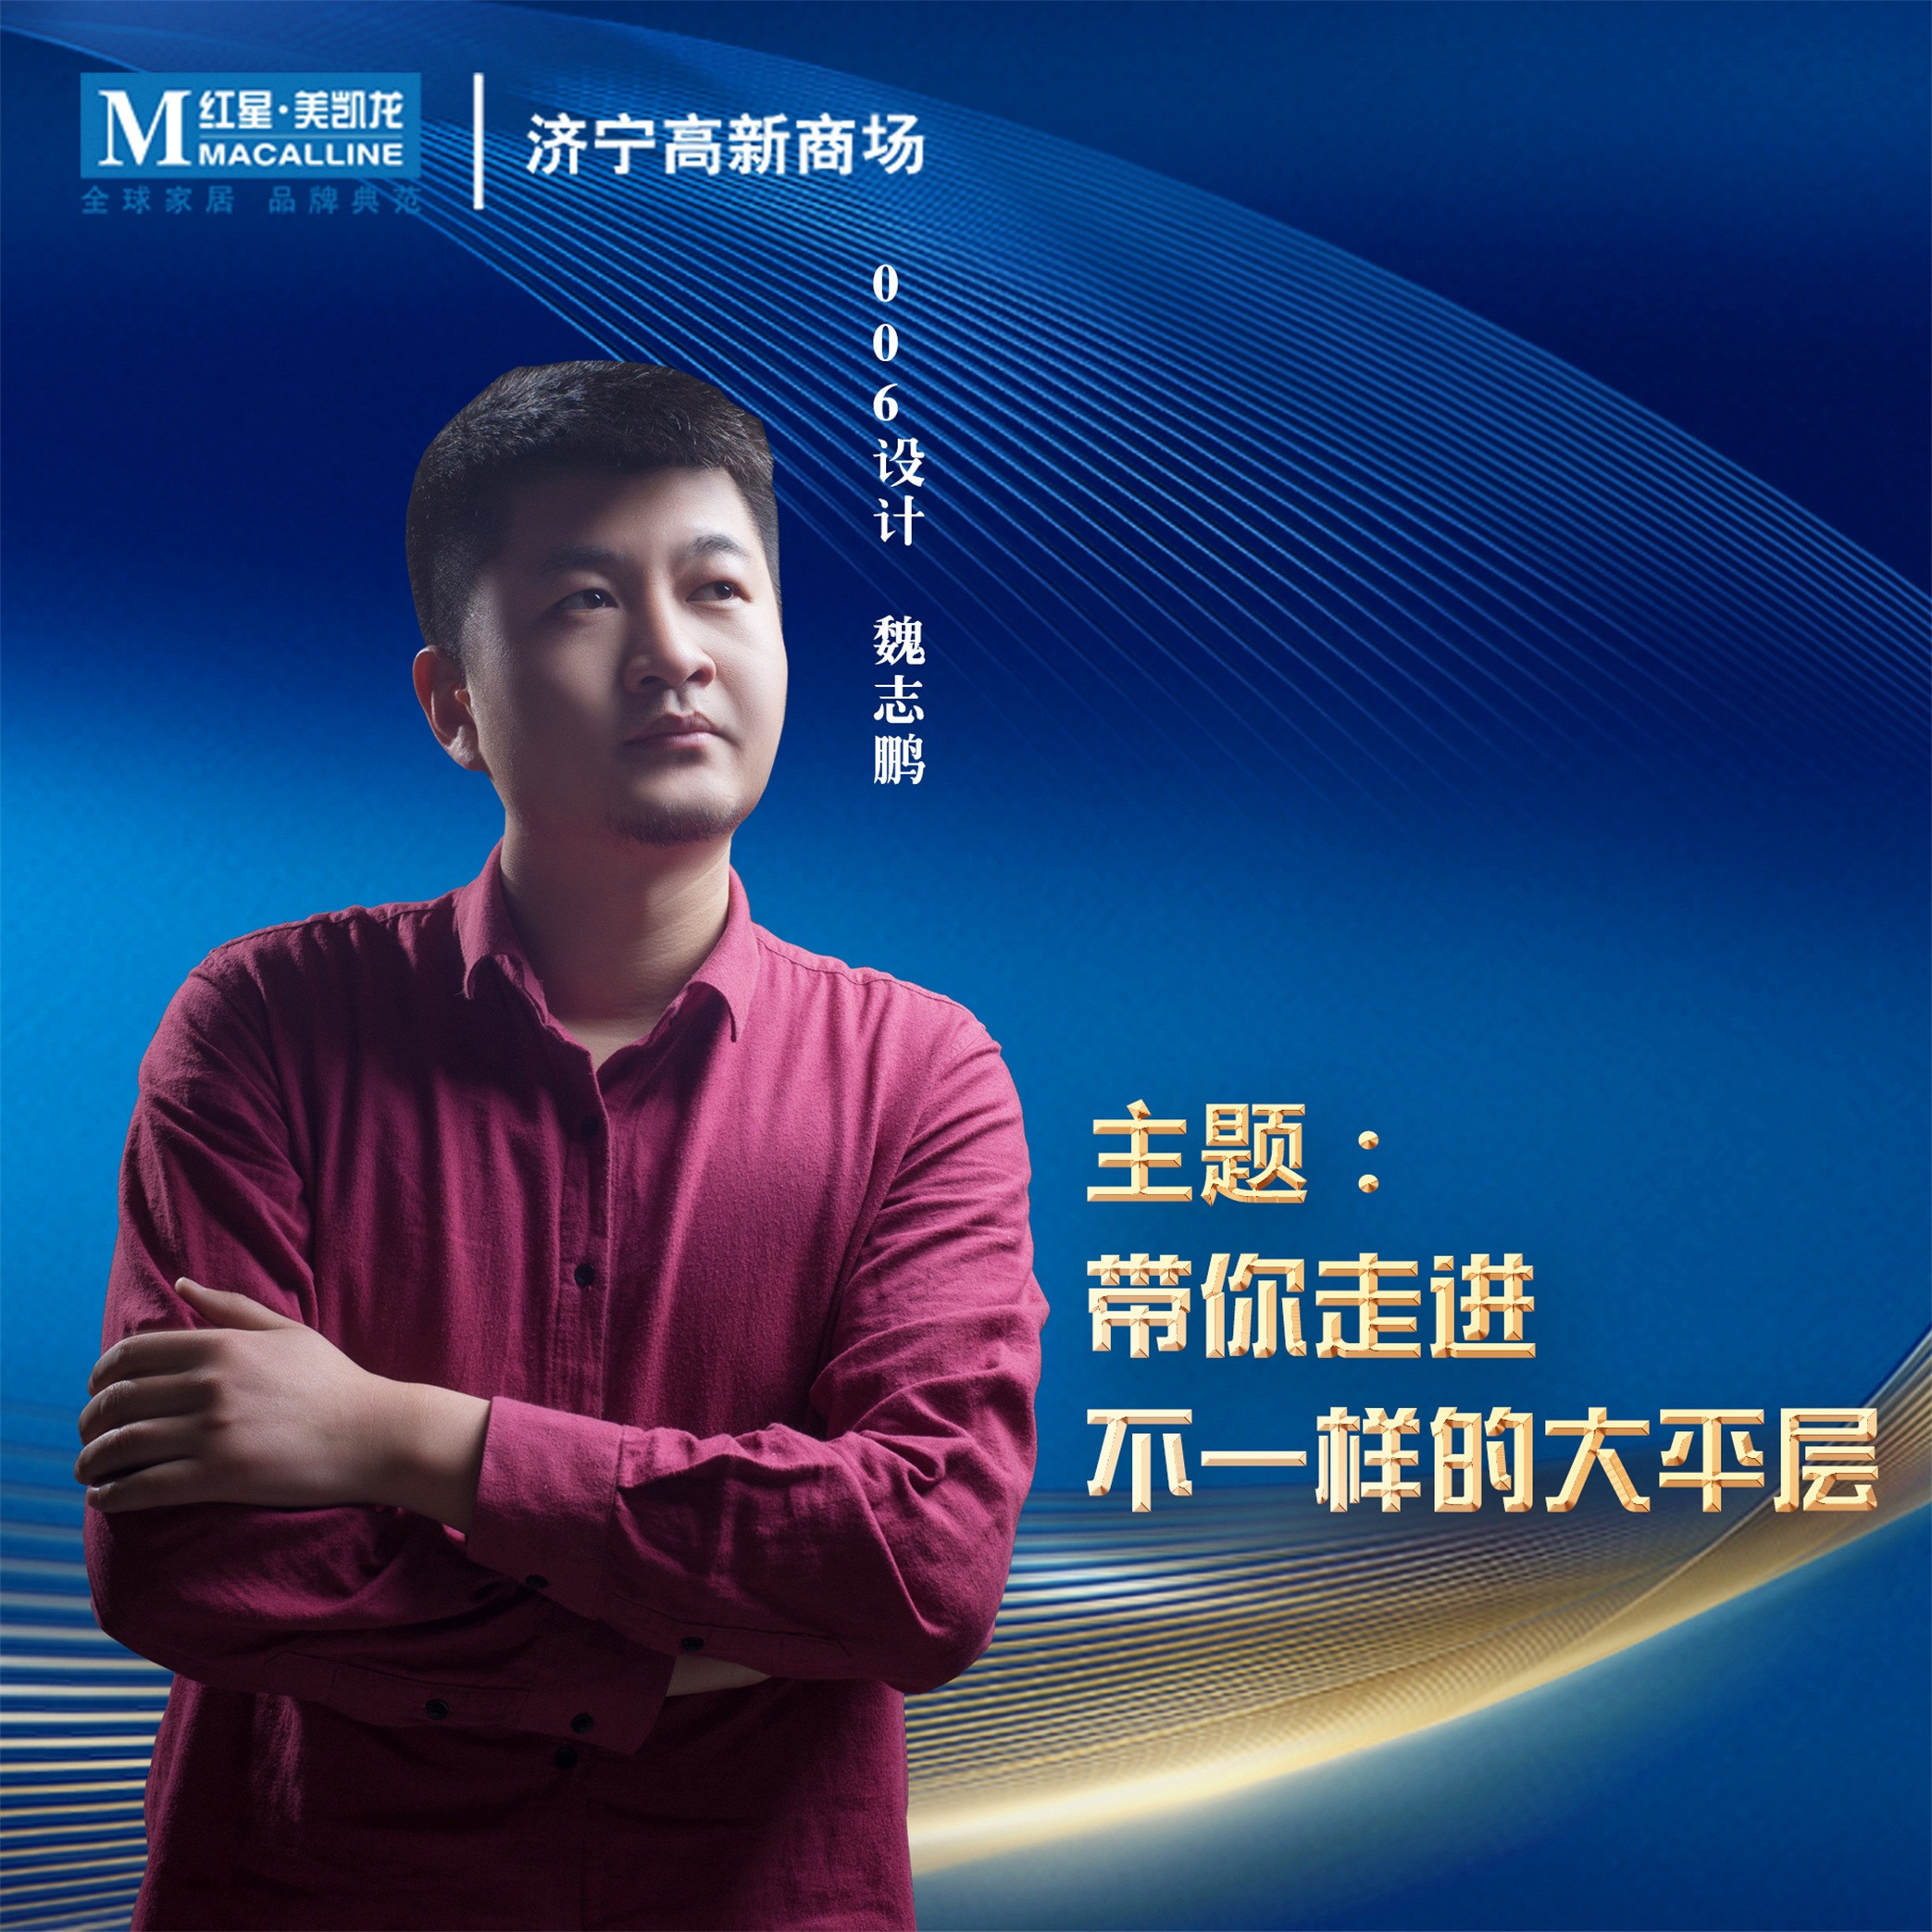 M 红星·美凯龙
MACALLINE
全球家居 品牌典范
济宁高新商场
006设计 魏志鹏
主题：
带你走进
不一样的大平层